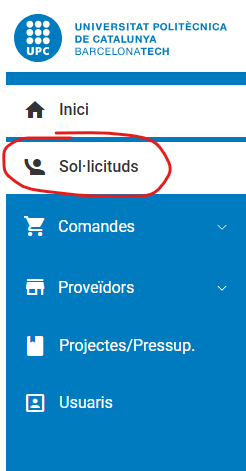 UPC
UNIVERSITAT POLITÈCNICA
DE CATALUNYA
BARCELONATECH
Inici
Sol·licituds
Comandes
Proveïdors
Projectes/Pressup.
Usuaris